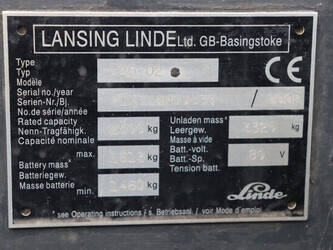 LANSING LINDE Ltd. GB-Basingstoke
Type
Typ
Modèle
Serial no./year
Serien-Nr./Bj. /
No.de série/année
Rated capacity
Nenn-Tragfähigk. kg
Capacité nominale
Unladen mass*
Leergew. kg
Masse à vide
max.
Battery mass* kg
Batteriegew.
Masse batterie kg
min.
Batt.-volt.
Batt.-Sp. 80 V
Tension batt.
CE
Linde
* see Operating instructions / s. Betriebsanl. / voir Mode d'emploi